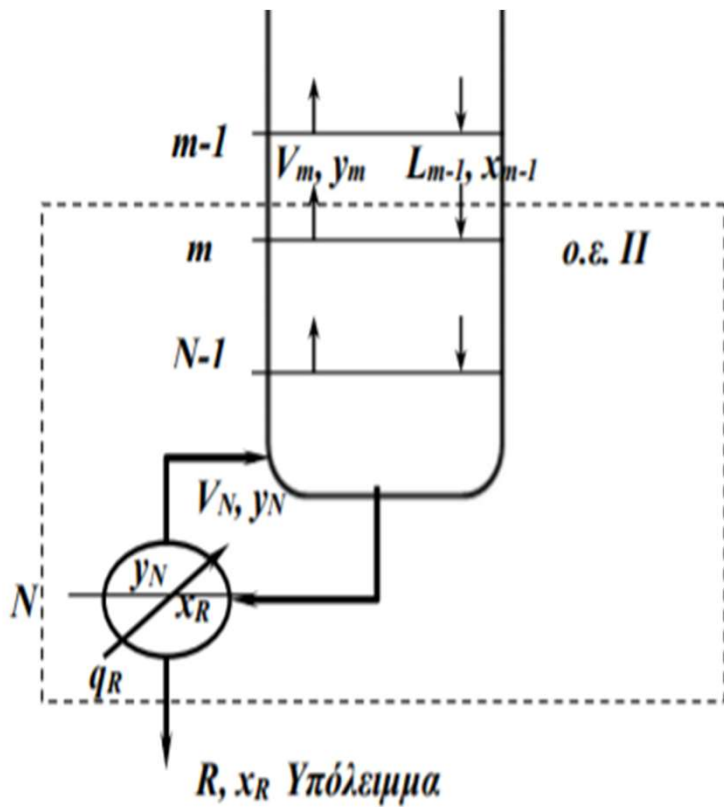 m-1
Vm, ym Lm-1, xm-1
m
ο.ε. II
N-1
VN, yN
yN
N
xR
qR
R, xR Υπόλειμμα